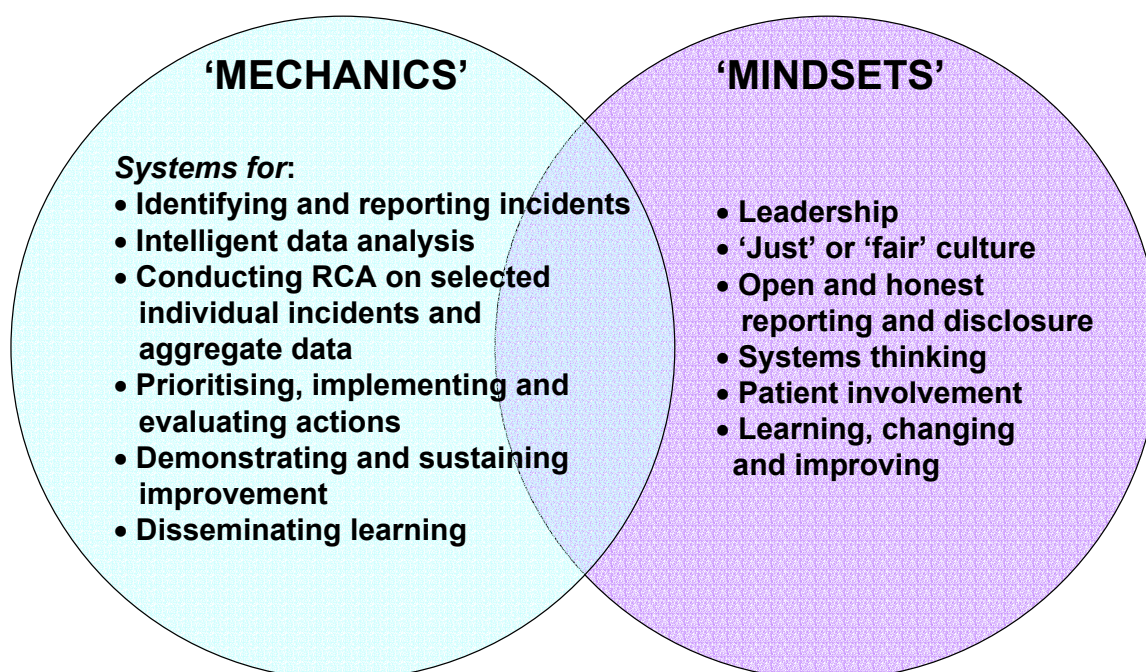 ‘MECHANICS’
Systems for:
• Identifying and reporting incidents
• Intelligent data analysis
• Conducting RCA on selected
individual incidents and
aggregate data
• Prioritising, implementing and
evaluating actions
• Demonstrating and sustaining
improvement
• Disseminating learning
‘MINDSETS’
• Leadership
• ‘Just’ or ‘fair’ culture
• Open and honest
reporting and disclosure
• Systems thinking
• Patient involvement
• Learning, changing
and improving